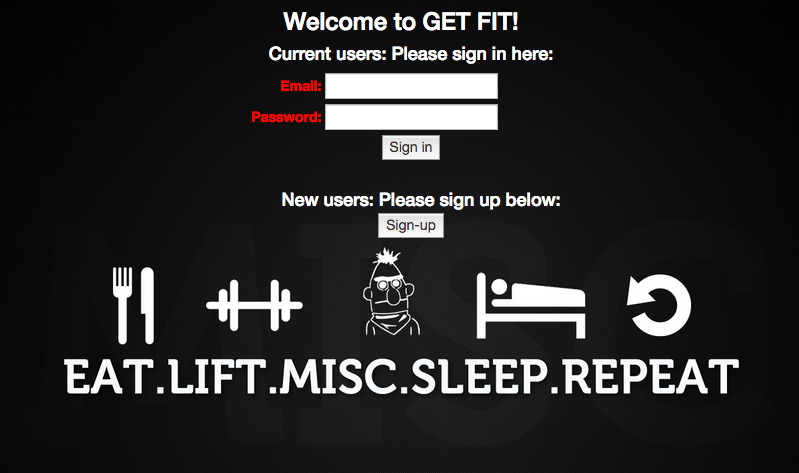 Welcome to GET FIT!
Current users: Please sign in here:
Email:
Password:
Sign in
New users: Please sign up below:
Sign-up
MISC
EAT.LIFT.MISC.SLEEP.REPEAT